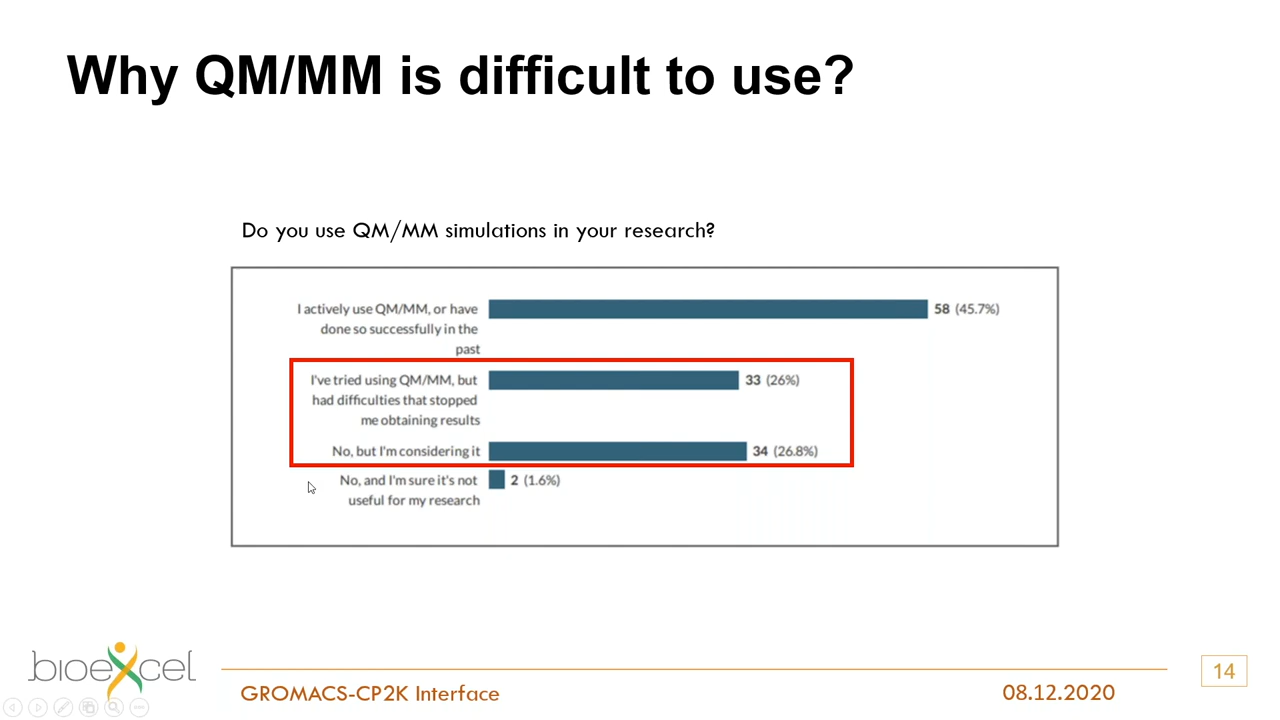 Why QM/MM is difficult to use?
Do you use QM/MM simulations in your research?
I actively use QM/MM, or have
done so successfully in the
past
58 (45.7%)
I've tried using QM/MM, but
had difficulties that stopped
me obtaining results
33 (26%)
No, but I'm considering it
34 (26.8%)
No, and I'm sure it's not
useful for my research
2 (1.6%)
bioexcel
GROMACS-CP2K Interface
08.12.2020
14